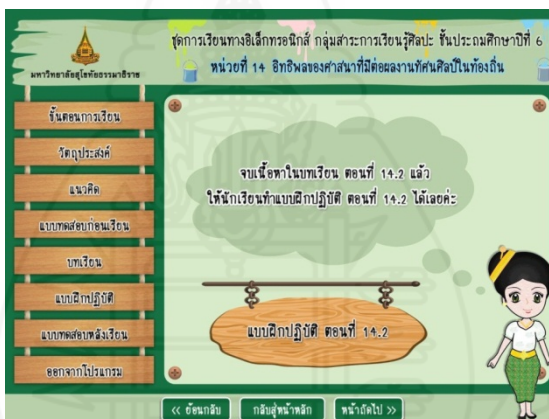 ชุดการเรียนทางอิเล็กทรอนิกส์ กลุ่มสาระการเรียนรู้ศิลปะ ชั้นประถมศึกษาปีที่ 6
หน่วยที่ 14 อิทธิพลของศาสนาที่มีต่อผลงานทัศนศิลป์ในท้องถิ่น
มหาวิทยาลัยสุโขทัยธรรมาธิราช
ขั้นตอนการเรียน
วัตถุประสงค์
แนวคิด
แบบทดสอบก่อนเรียน
บทเรียน
แบบฝึกปฏิบัติ
แบบทดสอบหลังเรียน
ออกจากโปรแกรม
จบเนื้อหาในบทเรียน ตอนที่ 14.2 แล้ว
ให้นักเรียนทำแบบฝึกปฏิบัติ ตอนที่ 14.2 ได้เลยค่ะ
แบบฝึกปฏิบัติ ตอนที่ 14.2
<< ย้อนกลับ
กลับสู่หน้าหลัก
หน้าถัดไป >>